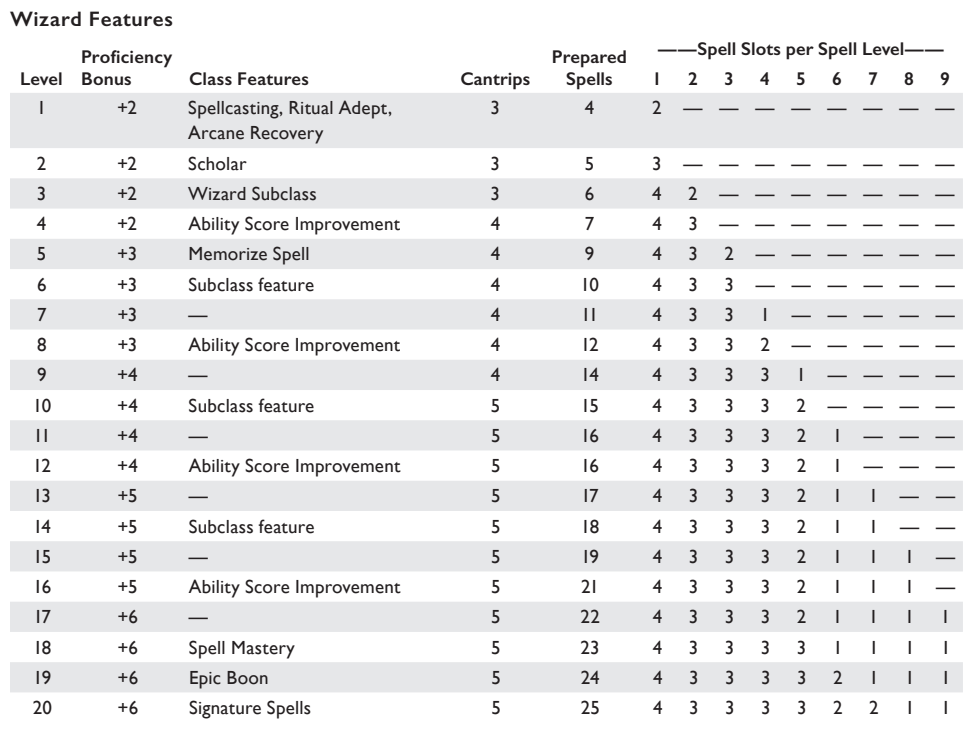 Wizard Features
——Spell Slots per Spell Level——
Proficiency Prepared
Level Bonus Class Features Cantrips Spells 1 2 3 4 5 6 7 8 9
1 +2 Spellcasting, Ritual Adept, 3 4 2 — — — — — — — —
Arcane Recovery
2 +2 Scholar 3 5 3 — — — — — — — —
3 +2 Wizard Subclass 3 6 4 2 — — — — — — —
4 +2 Ability Score Improvement 4 7 4 3 — — — — — — —
5 +3 Memorize Spell 4 9 4 3 2 — — — — — —
6 +3 Subclass feature 4 10 4 3 3 — — — — — —
7 +3 — 4 11 4 3 3 1 — — — — —
8 +3 Ability Score Improvement 4 12 4 3 3 2 — — — — —
9 +4 — 4 14 4 3 3 3 1 — — — —
10 +4 Subclass feature 5 15 4 3 3 3 2 — — — —
11 +4 — 5 16 4 3 3 3 2 1 — — —
12 +4 Ability Score Improvement 5 16 4 3 3 3 2 1 — — —
13 +5 — 5 17 4 3 3 3 2 1 1 — —
14 +5 Subclass feature 5 18 4 3 3 3 2 1 1 — —
15 +5 — 5 19 4 3 3 3 2 1 1 1 —
16 +5 Ability Score Improvement 5 21 4 3 3 3 2 1 1 1 —
17 +6 — 5 22 4 3 3 3 2 1 1 1 1
18 +6 Spell Mastery 5 23 4 3 3 3 3 1 1 1 1
19 +6 Epic Boon 5 24 4 3 3 3 3 2 1 1 1
20 +6 Signature Spells 5 25 4 3 3 3 3 2 2 1 1